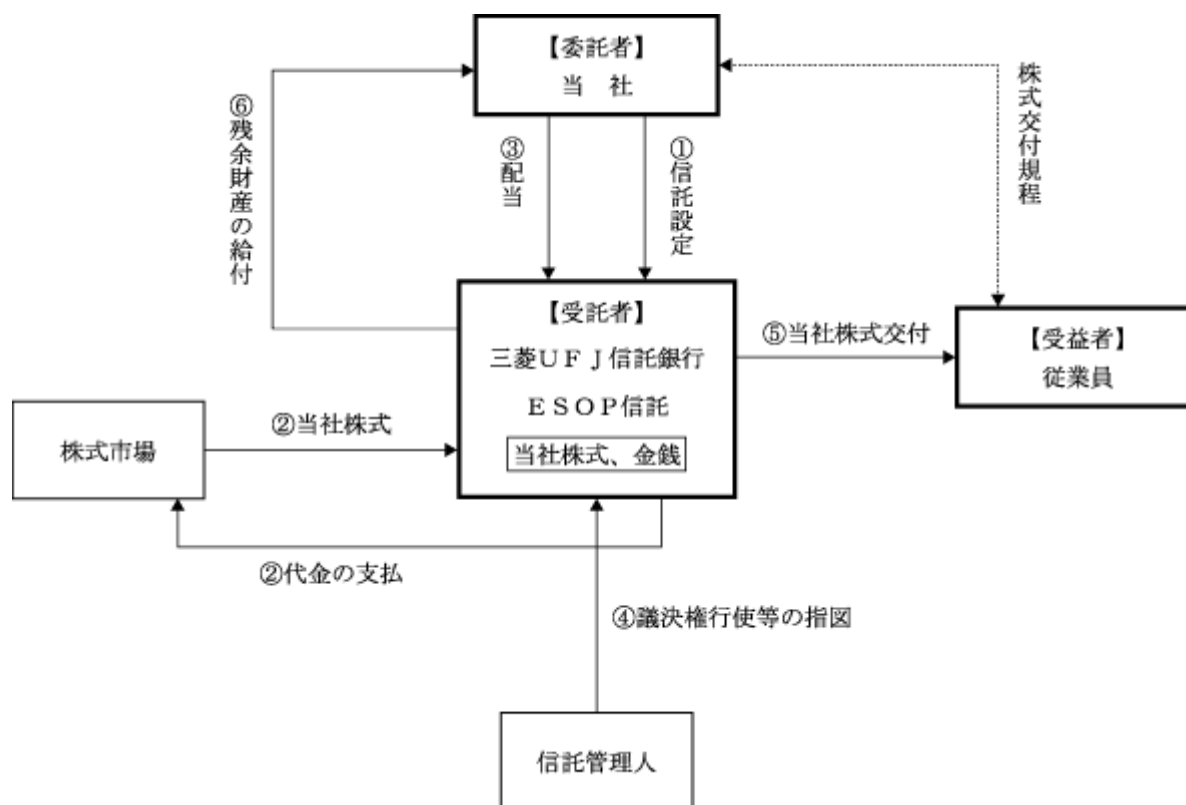 【委託者】
当　社
⑥残余財産の給付
③配当
①信託設定
株式交付規程
【受託者】
三菱ＵＦＪ信託銀行
ＥＳＯＰ信託
当社株式、金銭
⑤当社株式交付
【受益者】
従業員
株式市場
②当社株式
②代金の支払
④議決権行使等の指図
信託管理人